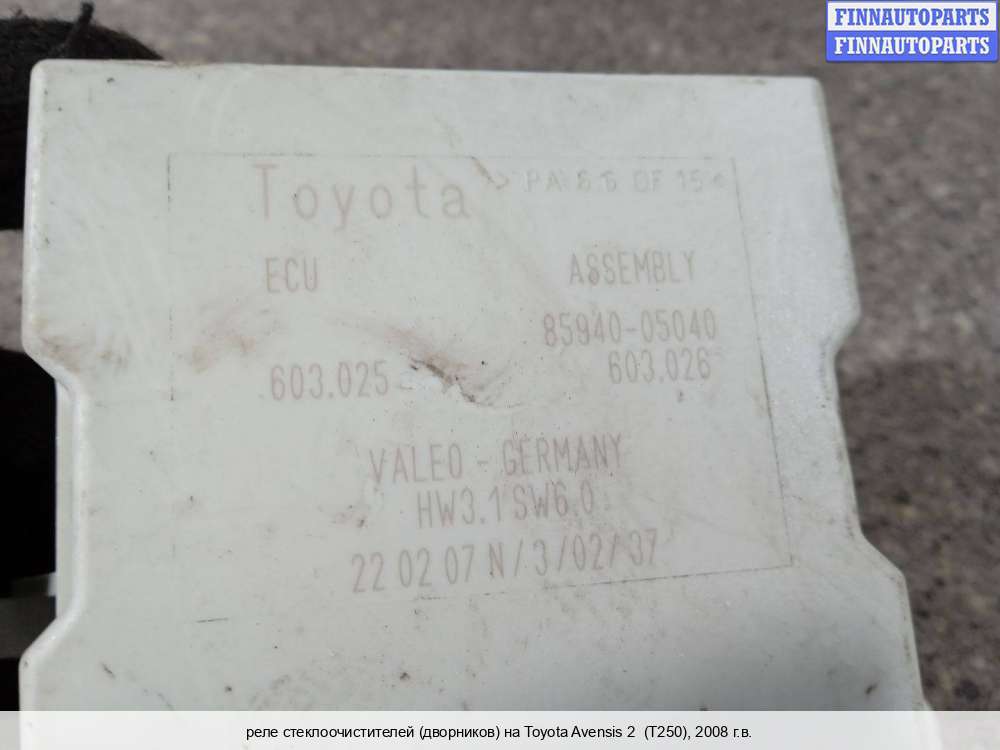 FINNAUTOPARTS
FINNAUTOPARTS
Toyota
>PA 6.6 GF 15<
ECU
ASSEMBLY
85940-05040
603.025
603.026
VALEO - GERMANY
HW3.1 SW6.0
22 02 07 N/3/02/37
реле стеклоочистителей (дворников) на Toyota Avensis 2 (T250), 2008 г.в.